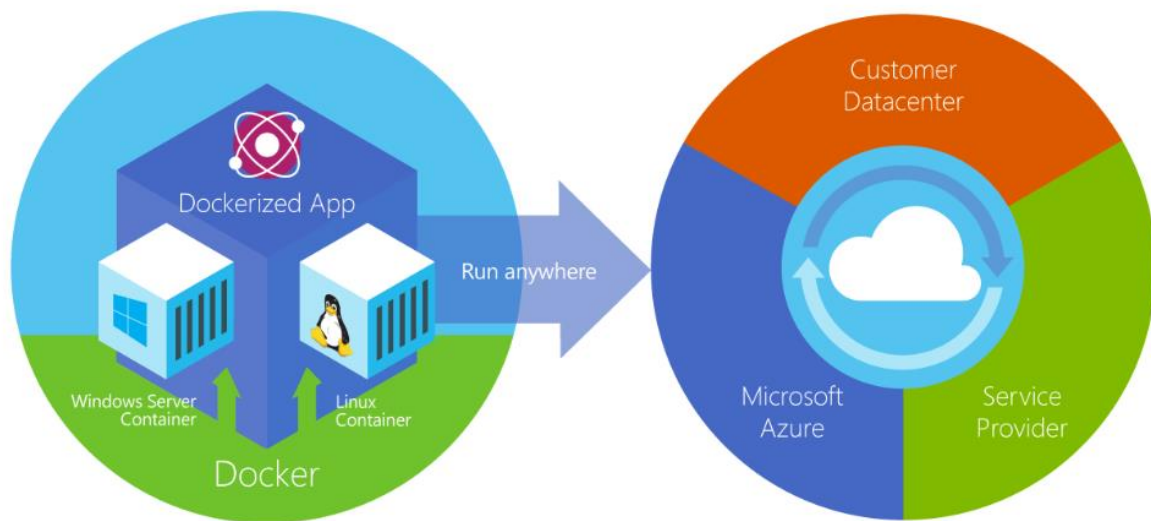 Dockerized App
Windows Server
Container
Linux
Container
Docker
Run anywhere
Customer
Datacenter
Microsoft
Azure
Service
Provider